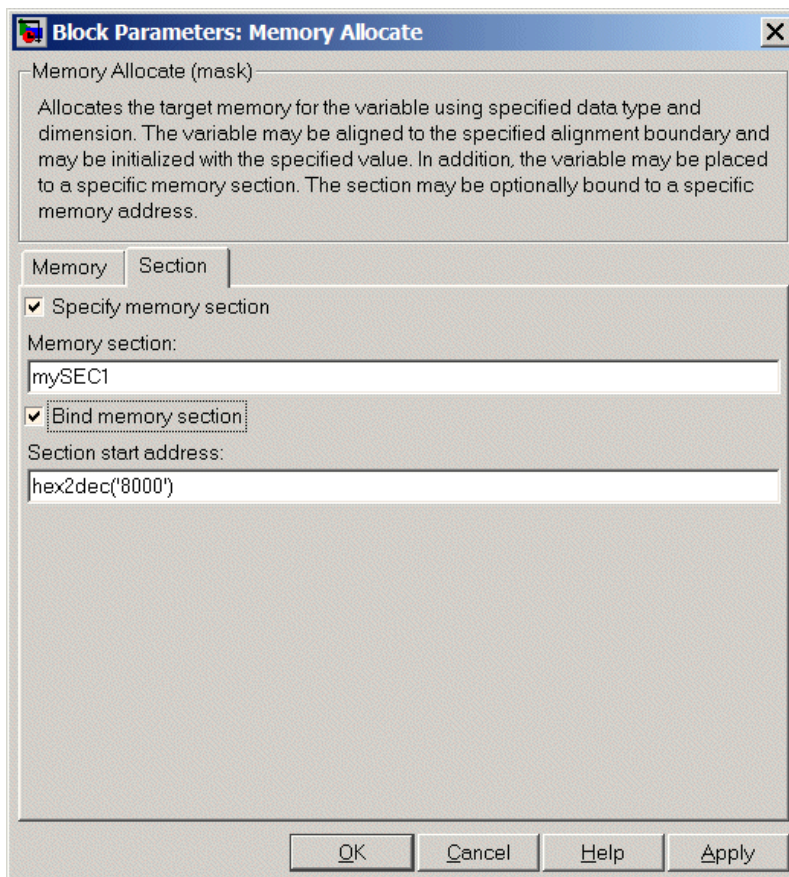 Block Parameters: Memory Allocate
Memory Allocate (mask)
Allocates the target memory for the variable using specified data type and
dimension. The variable may be aligned to the specified alignment boundary and
may be initialized with the specified value. In addition, the variable may be placed
to a specific memory section. The section may be optionally bound to a specific
memory address.
Memory Section
Specify memory section
Memory section:
mySEC1
Bind memory section
Section start address:
hex2dec('8000')
OK Cancel Help Apply